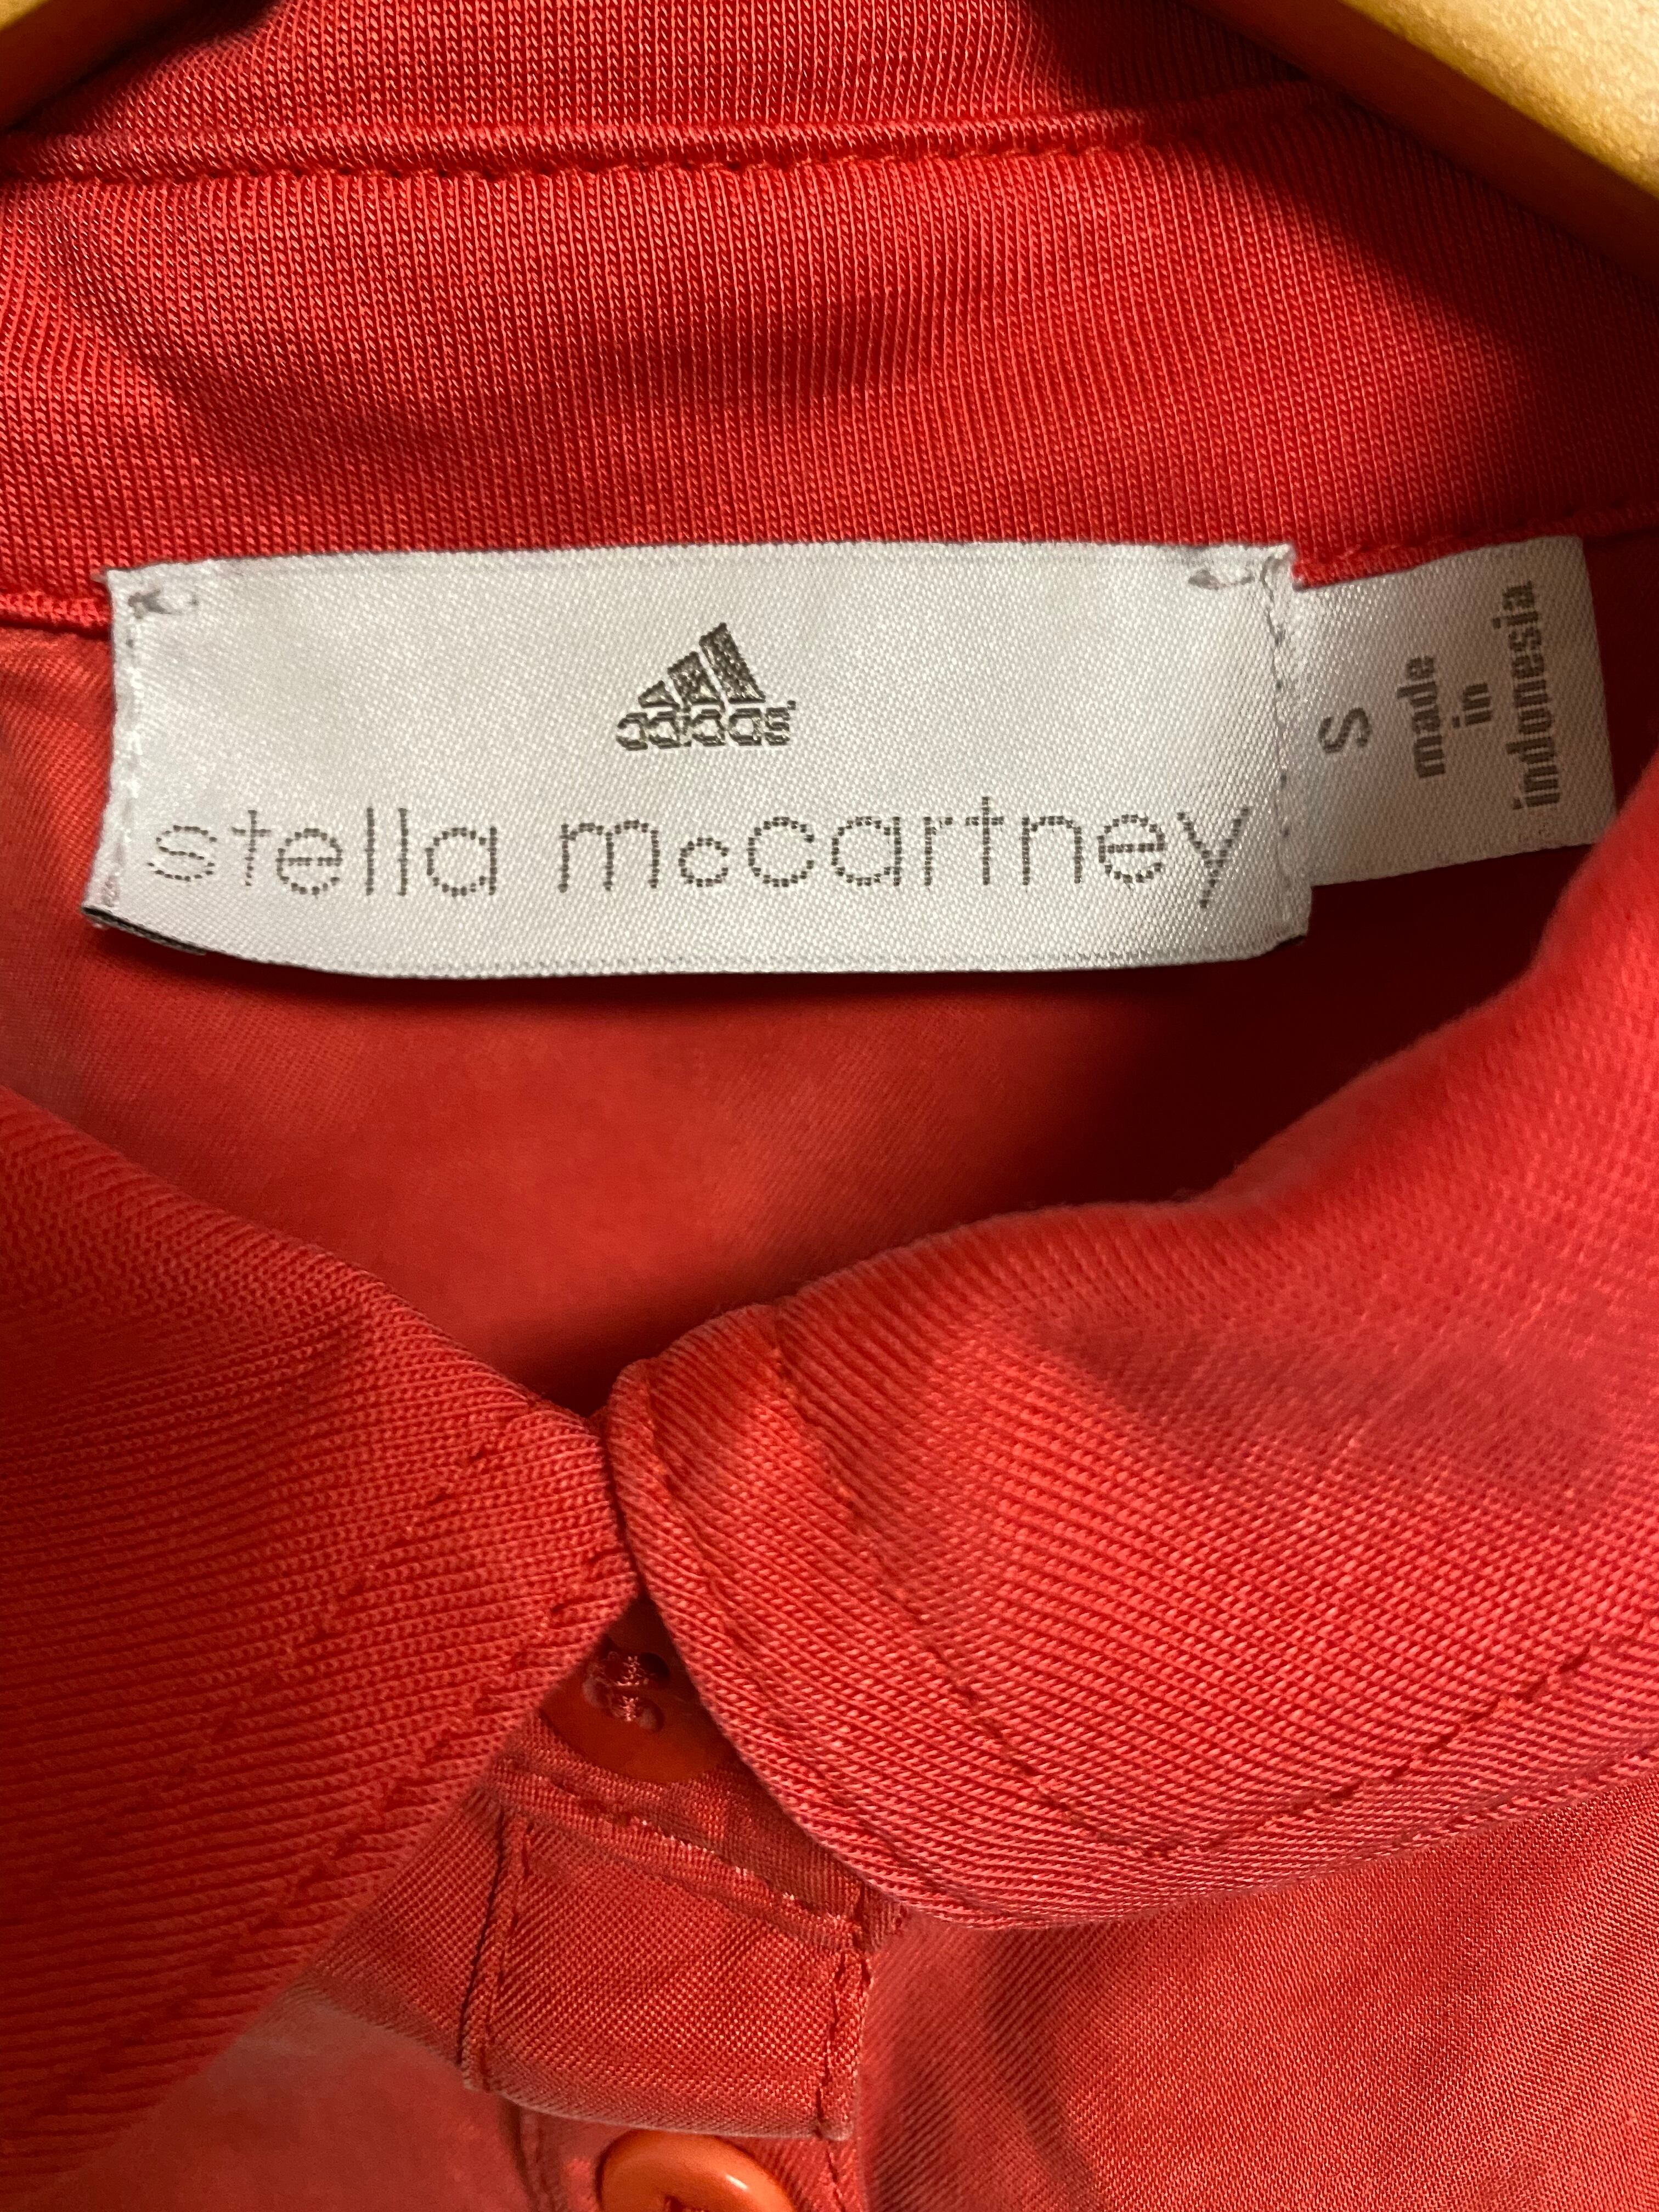 adidas
stella mccartney
S
made
in
indonesia